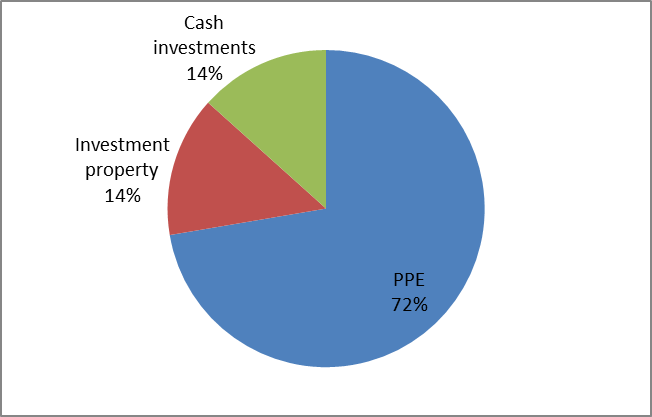 Cash
investments
14%
Investment
property
14%
PPE
72%